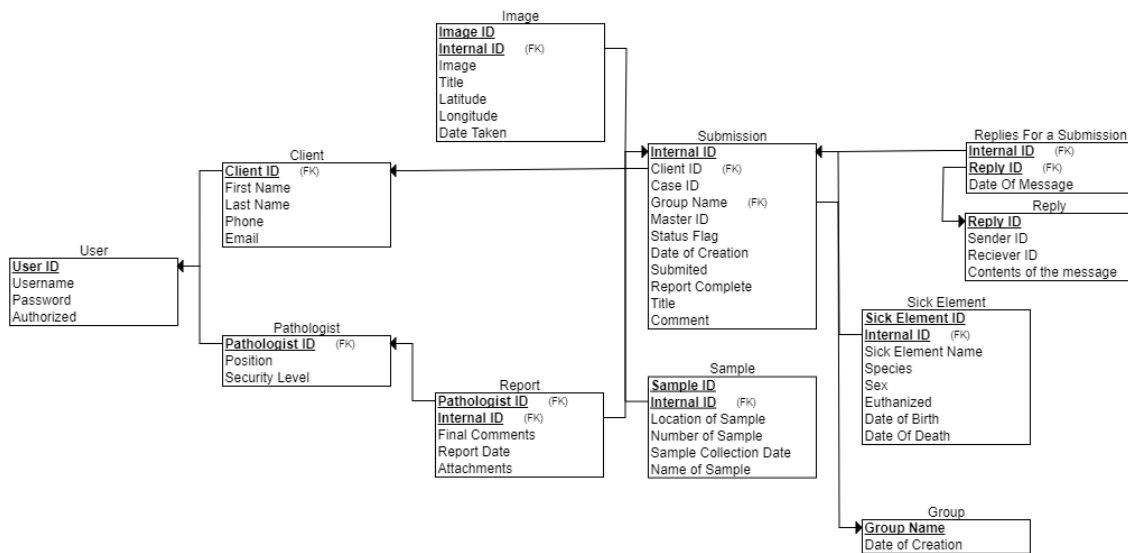 Image
Image ID
Internal ID (FK)
Image
Title
Latitude
Longitude
Date Taken
Client
Client ID (FK)
First Name
Last Name
Phone
Email
User
User ID
Username
Password
Authorized
Pathologist
Pathologist ID (FK)
Position
Security Level
Report
Pathologist ID (FK)
Internal ID (FK)
Final Comments
Report Date
Attachments
Submission
Internal ID
Client ID (FK)
Case ID
Group Name (FK)
Master ID
Status Flag
Date of Creation
Submited
Report Complete
Title
Comment
Sample
Sample ID
Internal ID (FK)
Location of Sample
Number of Sample
Sample Collection Date
Name of Sample
Replies For a Submission
Internal ID (FK)
Reply ID (FK)
Date Of Message
Reply
Reply ID
Sender ID
Reciever ID
Contents of the message
Sick Element
Sick Element ID
Internal ID (FK)
Sick Element Name
Species
Sex
Euthanized
Date of Birth
Date Of Death
Group
Group Name
Date of Creation